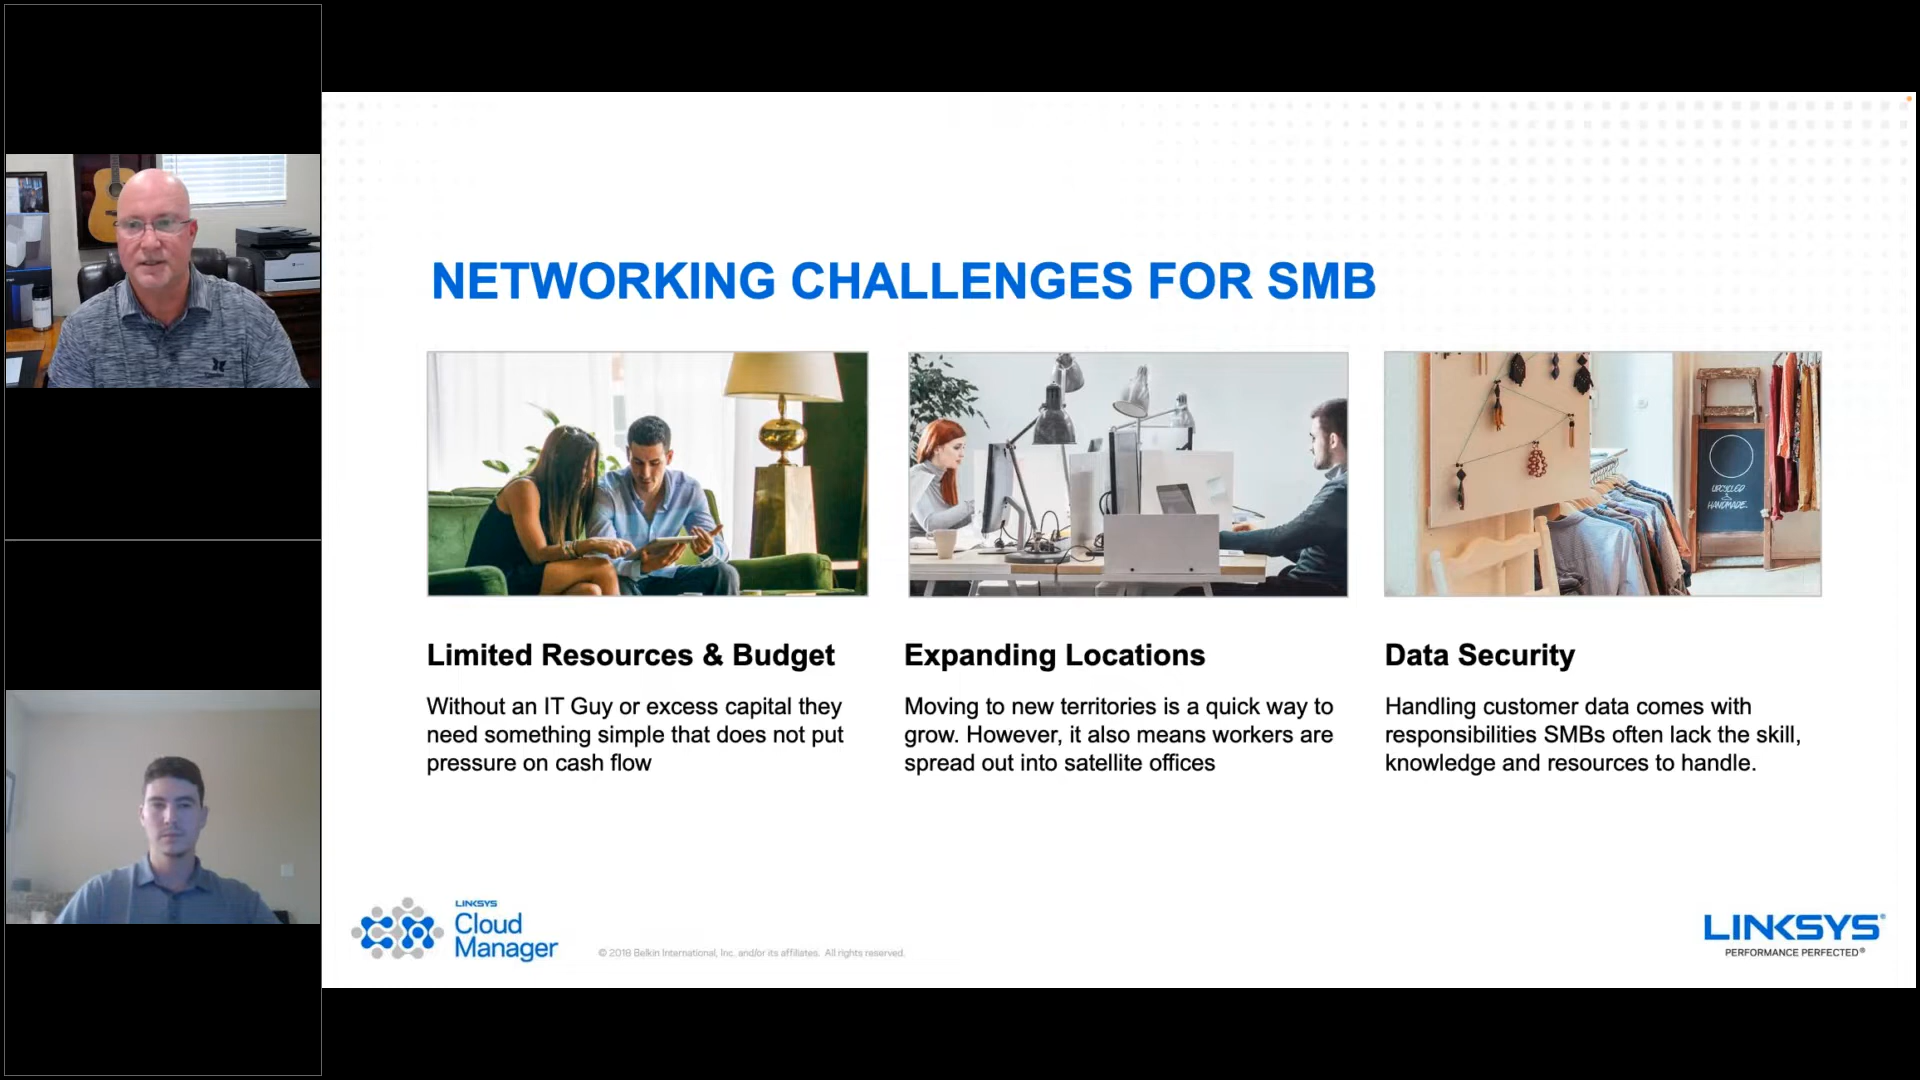 NETWORKING CHALLENGES FOR SMB
UPCYCLED
&
HANDMADE
Limited Resources & Budget
Without an IT Guy or excess capital they
need something simple that does not put
pressure on cash flow
Expanding Locations
Moving to new territories is a quick way to
grow. However, it also means workers are
spread out into satellite offices
Data Security
Handling customer data comes with
responsibilities SMBs often lack the skill,
knowledge and resources to handle.
LINKSYS
Cloud
Manager
© 2018 Belkin International, Inc. and/or its affiliates. All rights reserved.
LINKSYS®
PERFORMANCE PERFECTED®